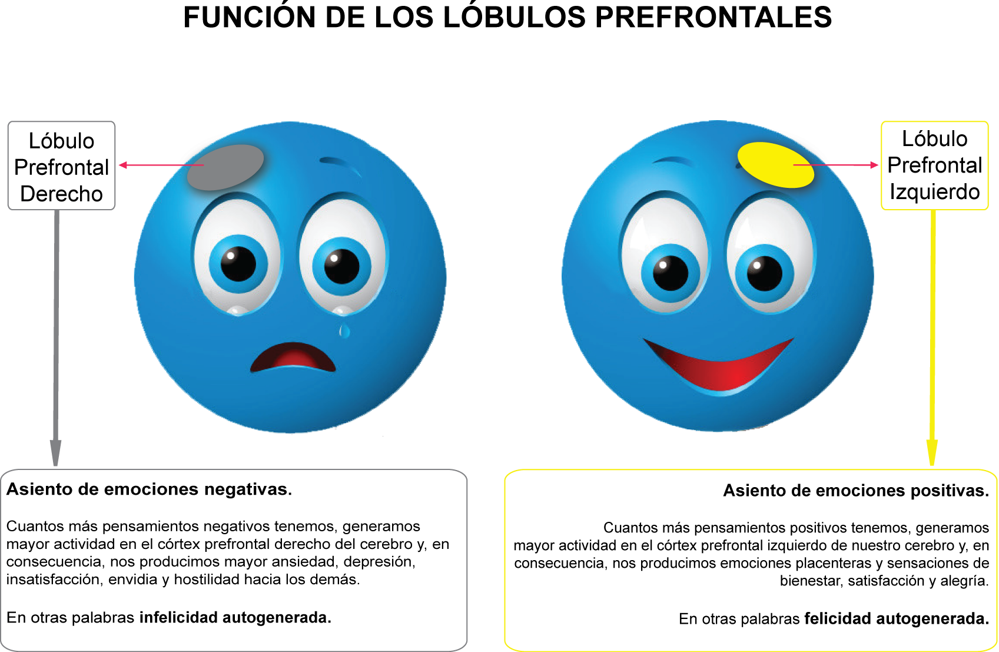 FUNCIÓN DE LOS LÓBULOS PREFRONTALES
Lóbulo
Prefrontal
Derecho
Lóbulo
Prefrontal
Izquierdo
Asiento de emociones negativas.
Cuantos más pensamientos negativos tenemos, generamos
mayor actividad en el córtex prefrontal derecho del cerebro y, en
consecuencia, nos producimos mayor ansiedad, depresión,
insatisfacción, envidia y hostilidad hacia los demás.
En otras palabras infelicidad autogenerada.
Asiento de emociones positivas.
Cuantos más pensamientos positivos tenemos, generamos
mayor actividad en el córtex prefrontal izquierdo de nuestro cerebro y, en
consecuencia, nos producimos emociones placenteras y sensaciones de
bienestar, satisfacción y alegría.
En otras palabras felicidad autogenerada.